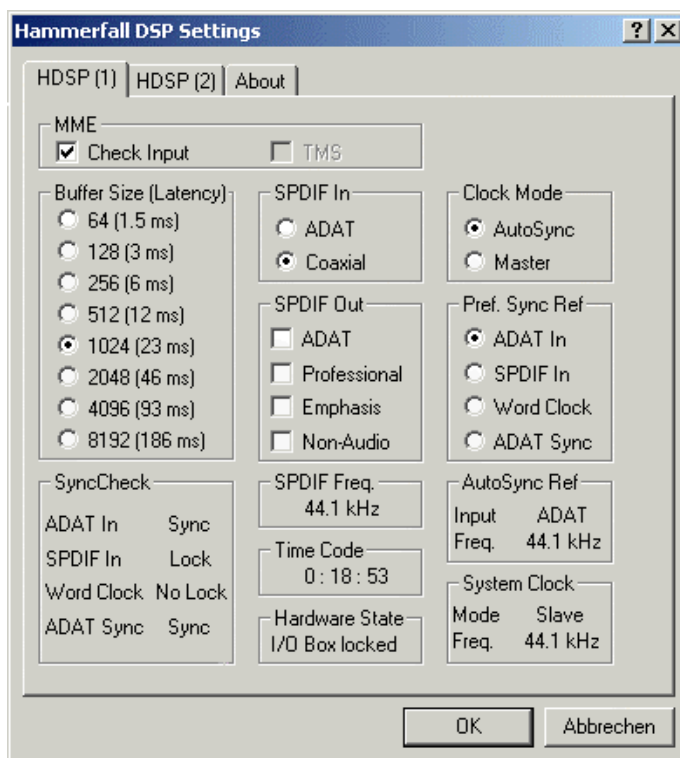 Hammerfall DSP Settings
HDSP (1) HDSP (2) About
MME
Check Input TMS
Buffer Size (Latency)
64 (1.5 ms)
128 (3 ms)
256 (6 ms)
512 (12 ms)
1024 (23 ms)
2048 (46 ms)
4096 (93 ms)
8192 (186 ms)
SPDIF In
ADAT
Coaxial
Clock Mode
AutoSync
Master
SPDIF Out
ADAT
Professional
Emphasis
Non-Audio
Pref. Sync Ref
ADAT In
SPDIF In
Word Clock
ADAT Sync
SyncCheck
ADAT In Sync
SPDIF In Lock
Word Clock No Lock
ADAT Sync Sync
SPDIF Freq.
44.1 kHz
Time Code
0 : 18 : 53
Hardware State
I/O Box locked
AutoSync Ref
Input ADAT
Freq. 44.1 kHz
System Clock
Mode Slave
Freq. 44.1 kHz
OK Abbrechen